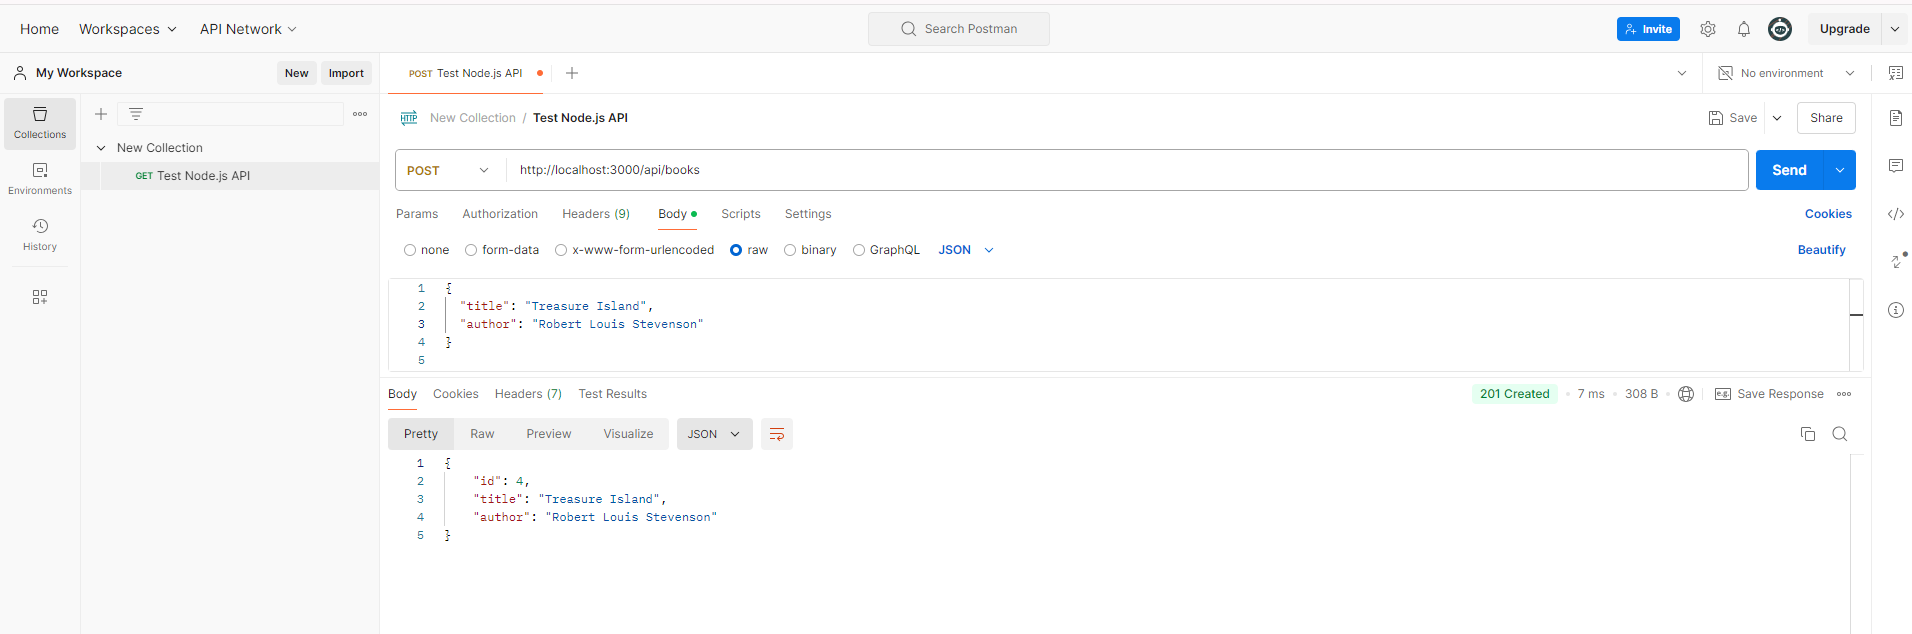 Home Workspaces API Network Search Postman Invite Upgrade
My Workspace New Import POST Test Node.js API No environment
Collections
New Collection
GET Test Node.js API
Environments
History
HTTP New Collection / Test Node.js API Save Share
POST http://localhost:3000/api/books Send
Params Authorization Headers (9) Body Scripts Settings Cookies
none form-data x-www-form-urlencoded raw binary GraphQL JSON Beautify
1 {
2 "title": "Treasure Island",
3 "author": "Robert Louis Stevenson"
4 }
5
Body Cookies Headers (7) Test Results 201 Created 7 ms 308 B e.g. Save Response
Pretty Raw Preview Visualize JSON
1 {
2 "id": 4,
3 "title": "Treasure Island",
4 "author": "Robert Louis Stevenson"
5 }